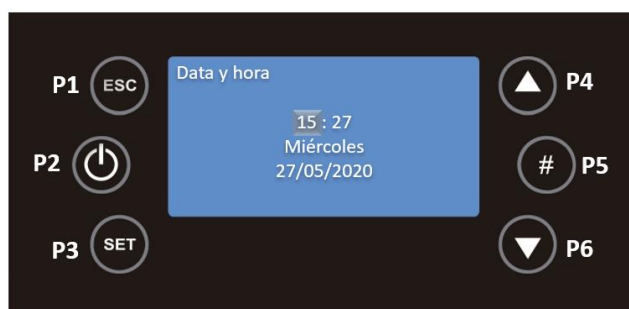 P1 ESC
Data y hora
P4
15 : 27
P2
Miércoles
27/05/2020
# P5
P3 SET
P6